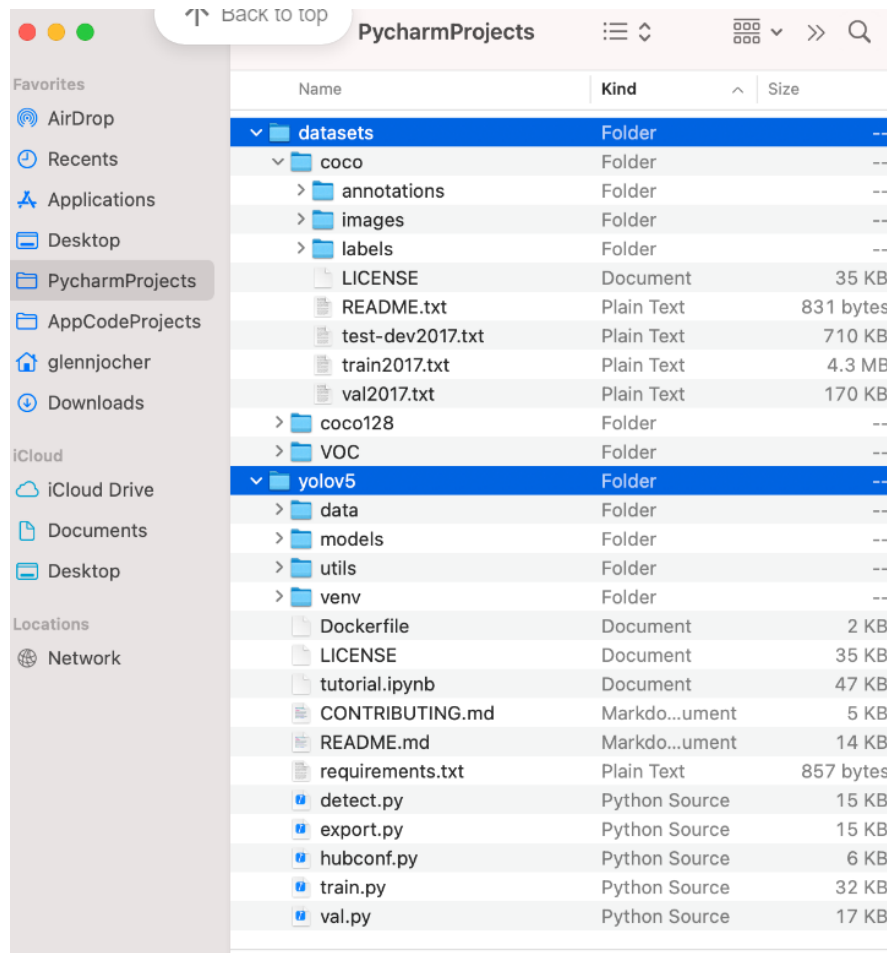 Back to top
PycharmProjects
Favorites
AirDrop
Recents
Applications
Desktop
PycharmProjects
AppCodeProjects
glennjocher
Downloads
iCloud
iCloud Drive
Documents
Desktop
Locations
Network
Name Kind Size
datasets Folder --
coco Folder --
annotations Folder --
images Folder --
labels Folder --
LICENSE Document 35 KB
README.txt Plain Text 831 bytes
test-dev2017.txt Plain Text 710 KB
train2017.txt Plain Text 4.3 MB
val2017.txt Plain Text 170 KB
coco128 Folder --
VOC Folder --
yolov5 Folder --
data Folder --
models Folder --
utils Folder --
venv Folder --
Dockerfile Document 2 KB
LICENSE Document 35 KB
tutorial.ipynb Document 47 KB
CONTRIBUTING.md Markdo...ument 5 KB
README.md Markdo...ument 14 KB
requirements.txt Plain Text 857 bytes
detect.py Python Source 15 KB
export.py Python Source 15 KB
hubconf.py Python Source 6 KB
train.py Python Source 32 KB
val.py Python Source 17 KB